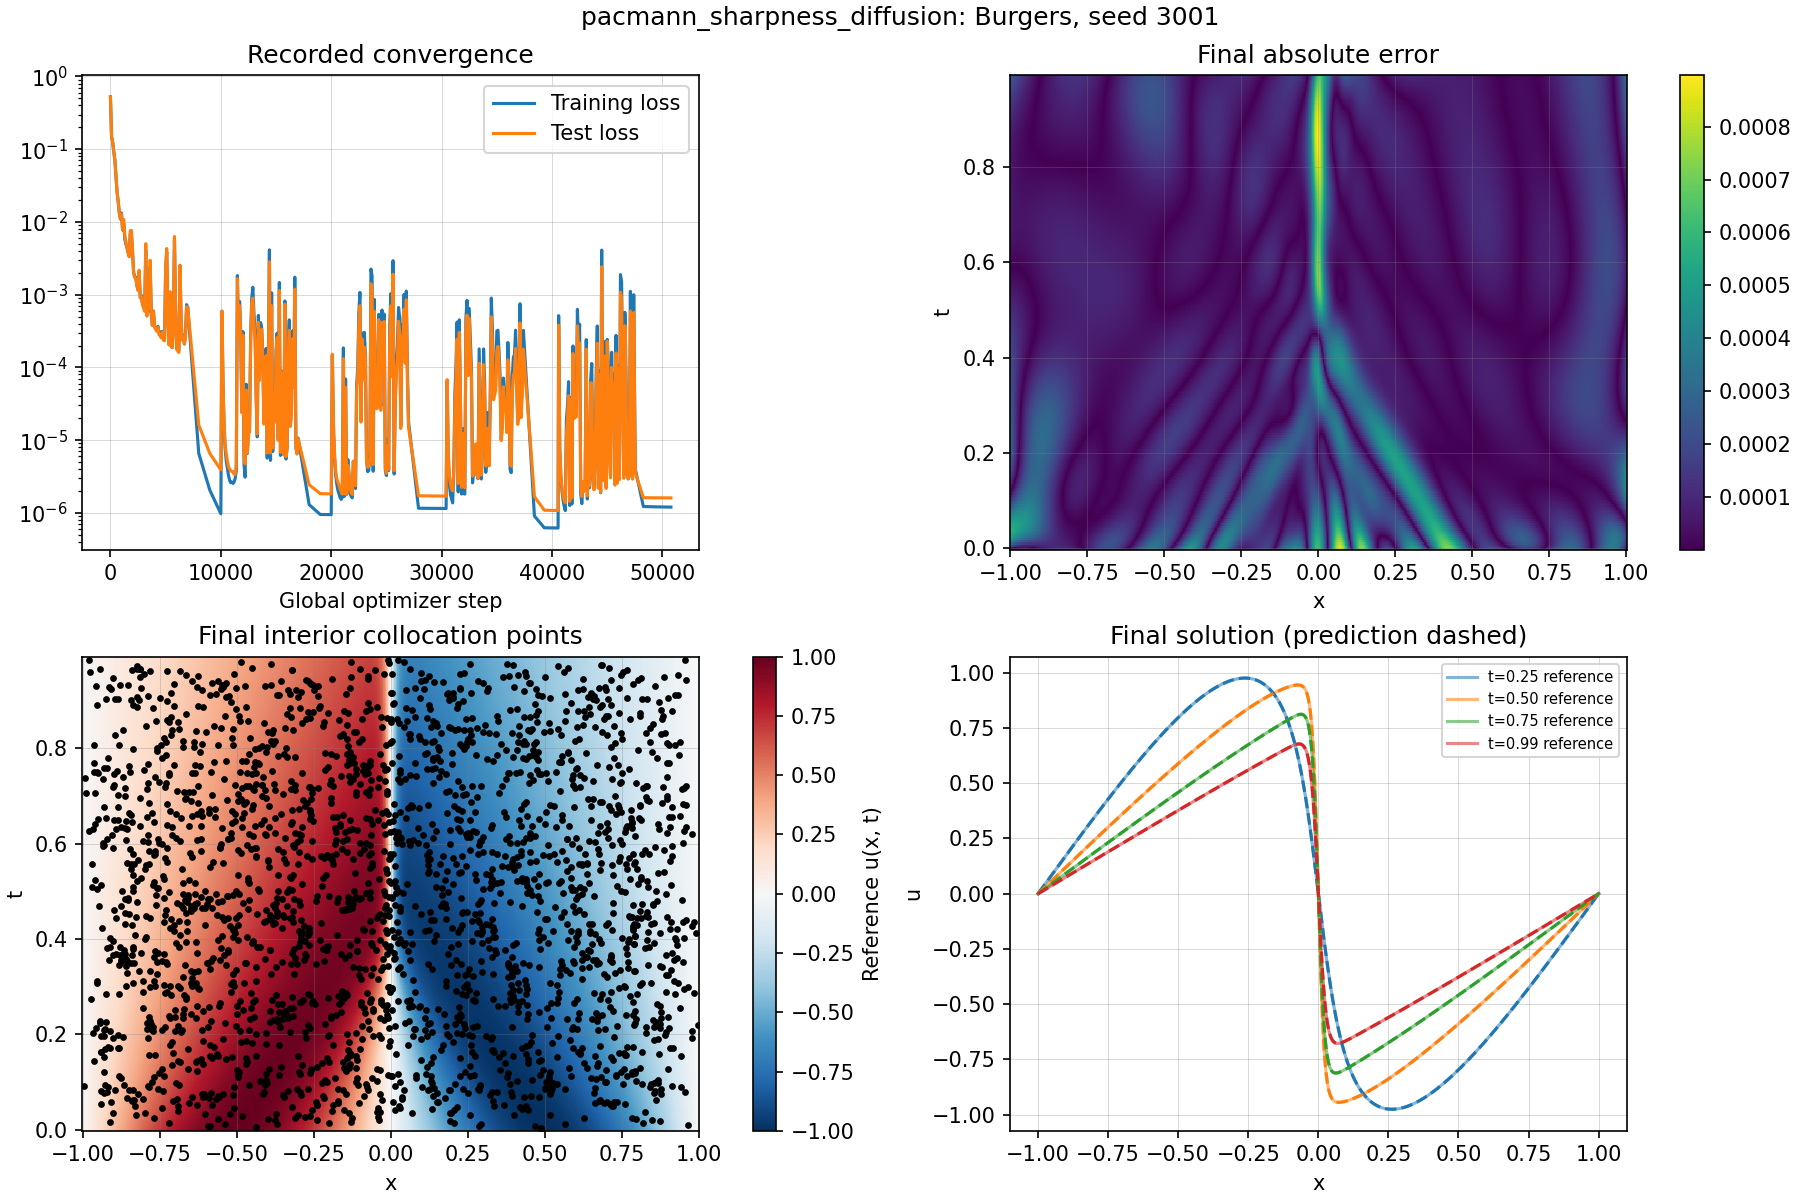 pacmann_sharpness_diffusion: Burgers, seed 3001
Recorded convergence
10⁰
10⁻¹
10⁻²
10⁻³
10⁻⁴
10⁻⁵
10⁻⁶
Training loss
Test loss
0 10000 20000 30000 40000 50000
Global optimizer step
Final absolute error
t
0.8
0.6
0.4
0.2
0.0
−1.00 −0.75 −0.50 −0.25 0.00 0.25 0.50 0.75 1.00
x
0.0008
0.0007
0.0006
0.0005
0.0004
0.0003
0.0002
0.0001
Final interior collocation points
t
0.8
0.6
0.4
0.2
0.0
−1.00 −0.75 −0.50 −0.25 0.00 0.25 0.50 0.75 1.00
x
1.00
0.75
0.50
0.25
0.00
−0.25
−0.50
−0.75
−1.00
Reference u(x, t)
Final solution (prediction dashed)
u
1.00
0.75
0.50
0.25
0.00
−0.25
−0.50
−0.75
−1.00
t=0.25 reference
t=0.50 reference
t=0.75 reference
t=0.99 reference
−1.00 −0.75 −0.50 −0.25 0.00 0.25 0.50 0.75 1.00
x